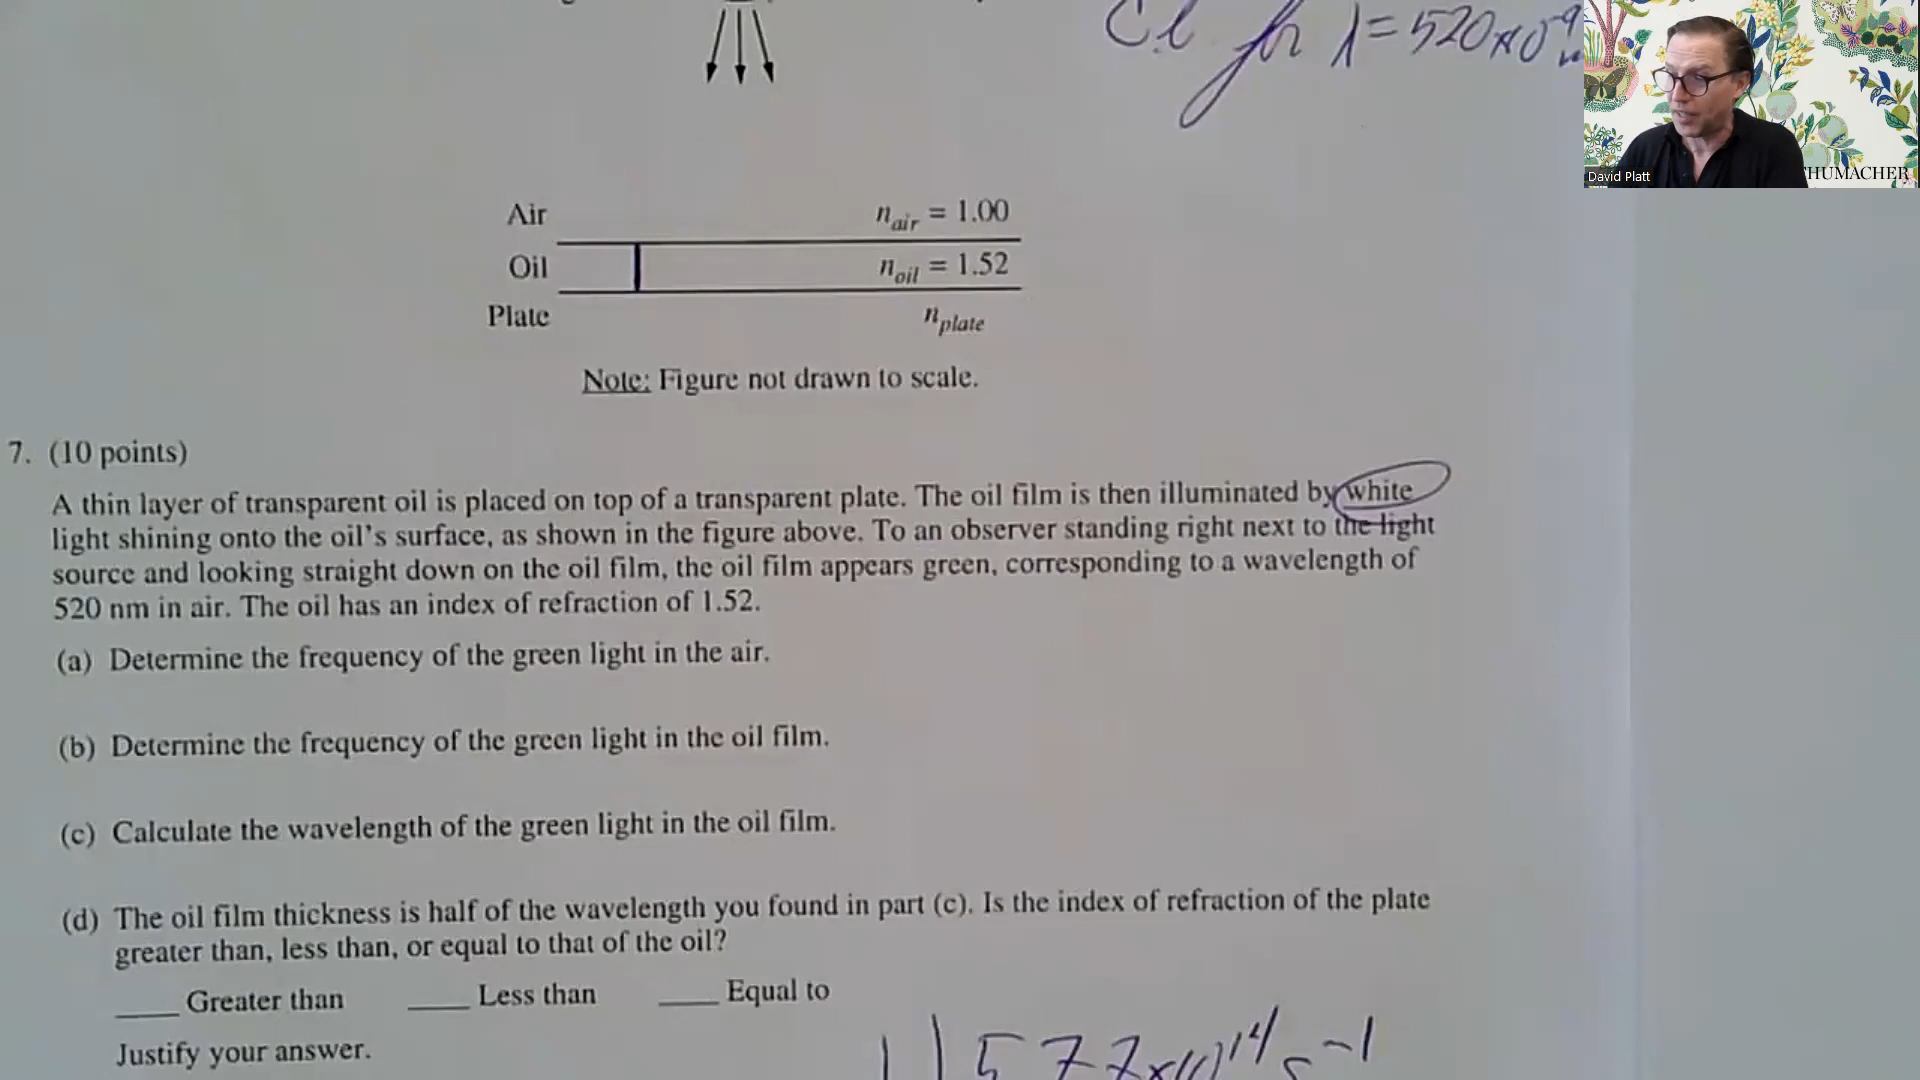 CI for λ = 520 x 10⁻⁹
David Platt
HUMACHER
Air
n_air = 1.00
Oil
n_oil = 1.52
Plate
n_plate
Note: Figure not drawn to scale.
7. (10 points)
A thin layer of transparent oil is placed on top of a transparent plate. The oil film is then illuminated by white
light shining onto the oil's surface, as shown in the figure above. To an observer standing right next to the light
source and looking straight down on the oil film, the oil film appears green, corresponding to a wavelength of
520 nm in air. The oil has an index of refraction of 1.52.
(a) Determine the frequency of the green light in the air.
(b) Determine the frequency of the green light in the oil film.
(c) Calculate the wavelength of the green light in the oil film.
(d) The oil film thickness is half of the wavelength you found in part (c). Is the index of refraction of the plate
greater than, less than, or equal to that of the oil?
____ Greater than ____ Less than ____ Equal to
Justify your answer.
5.77x10¹⁴ s⁻¹